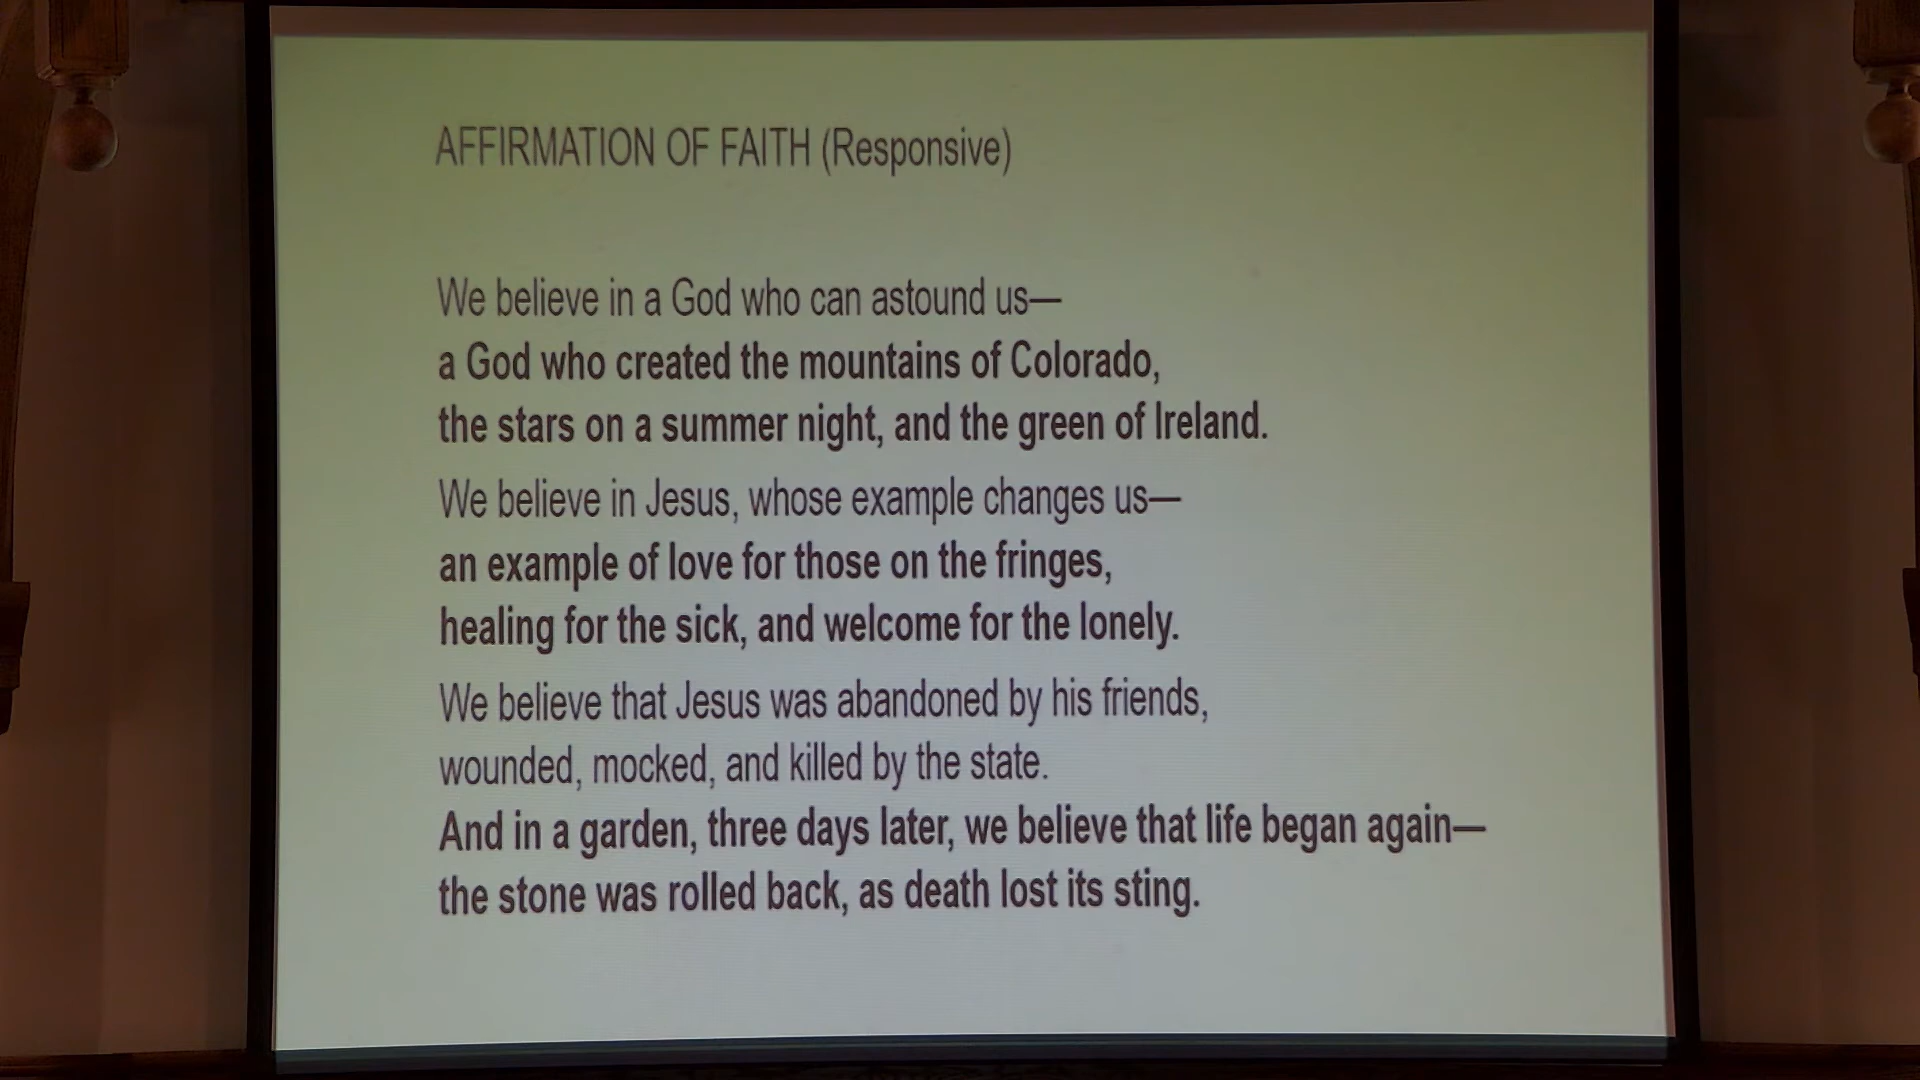 AFFIRMATION OF FAITH (Responsive)
We believe in a God who can astound us—
a God who created the mountains of Colorado,
the stars on a summer night, and the green of Ireland.
We believe in Jesus, whose example changes us—
an example of love for those on the fringes,
healing for the sick, and welcome for the lonely.
We believe that Jesus was abandoned by his friends,
wounded, mocked, and killed by the state.
And in a garden, three days later, we believe that life began again—
the stone was rolled back, as death lost its sting.